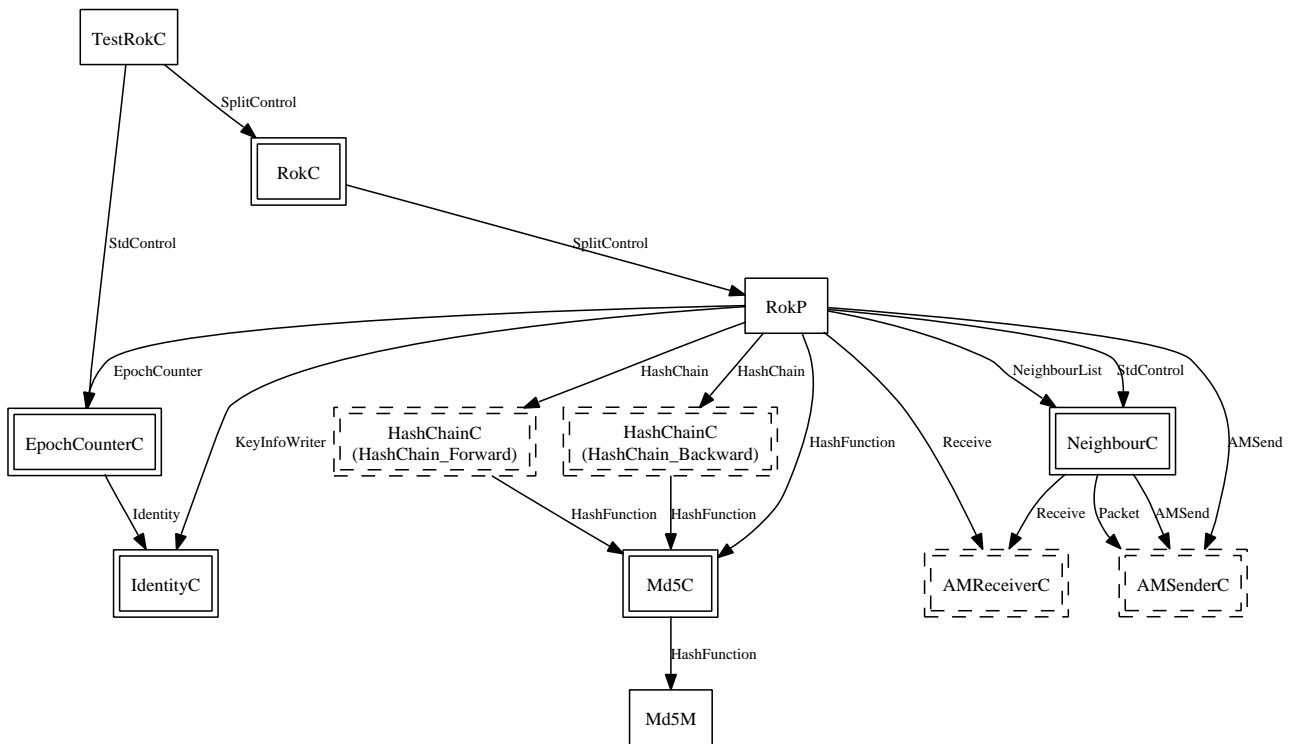 TestRokC
SplitControl
RokC
StdControl
SplitControl
RokP
EpochCounter
HashChain
HashChain
NeighbourList
StdControl
EpochCounterC
KeyInfoWriter
HashChainC
(HashChain_Forward)
HashChainC
(HashChain_Backward)
HashFunction
Receive
NeighbourC
AMSend
Identity
HashFunction
HashFunction
Receive
Packet
AMSend
IdentityC
Md5C
AMReceiverC
AMSenderC
HashFunction
Md5M